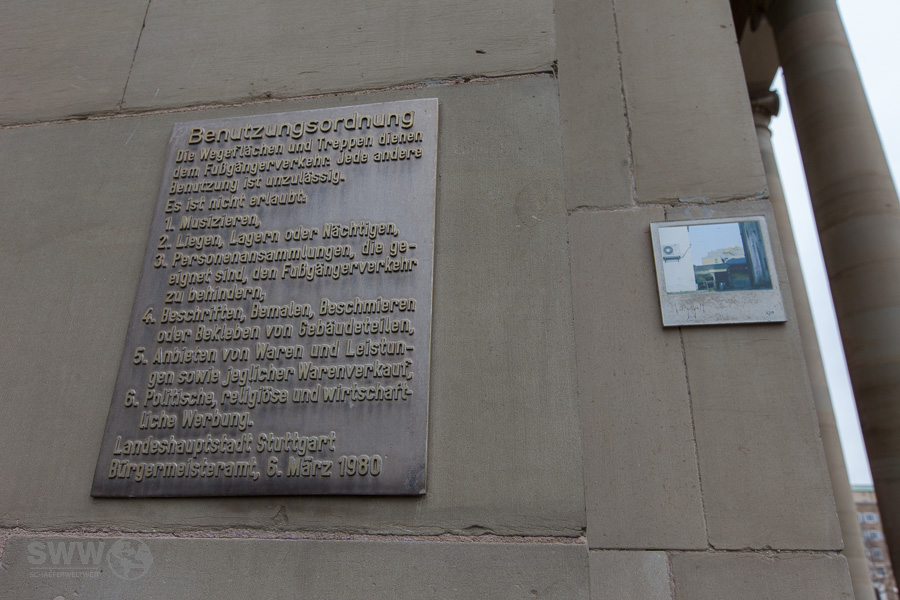 Benutzungsordnung
Die Wegeflächen und Treppen dienen
dem Fußgängerverkehr. Jede andere
Benutzung ist unzulässig.
Es ist nicht erlaubt:
1. Musizieren,
2. Liegen, Lagern oder Nächtigen,
3. Personenansammlungen, die ge-
eignet sind, den Fußgängerverkehr
zu behindern,
4. Beschriften, Bemalen, Beschmieren
oder Bekleben von Gebäudeteilen,
5. Anbieten von Waren und Leistun-
gen sowie jeglicher Warenverkauf,
6. Politische, religiöse und wirtschaft-
liche Werbung.
Landeshauptstadt Stuttgart
Bürgermeisteramt, 6. März 1980
SWW